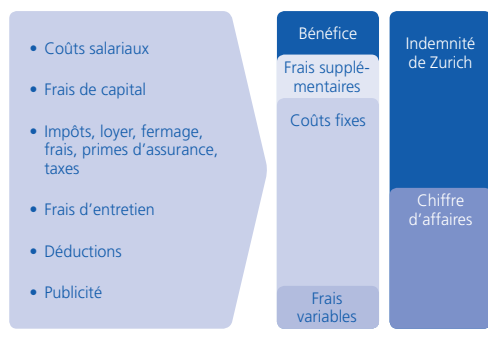 • Coûts salariaux
• Frais de capital
• Impôts, loyer, fermage,
frais, primes d’assurance,
taxes
• Frais d’entretien
• Déductions
• Publicité
Bénéfice
Frais supplé-
mentaires
Coûts fixes
Frais
variables
Indemnité
de Zurich
Chiffre
d’affaires